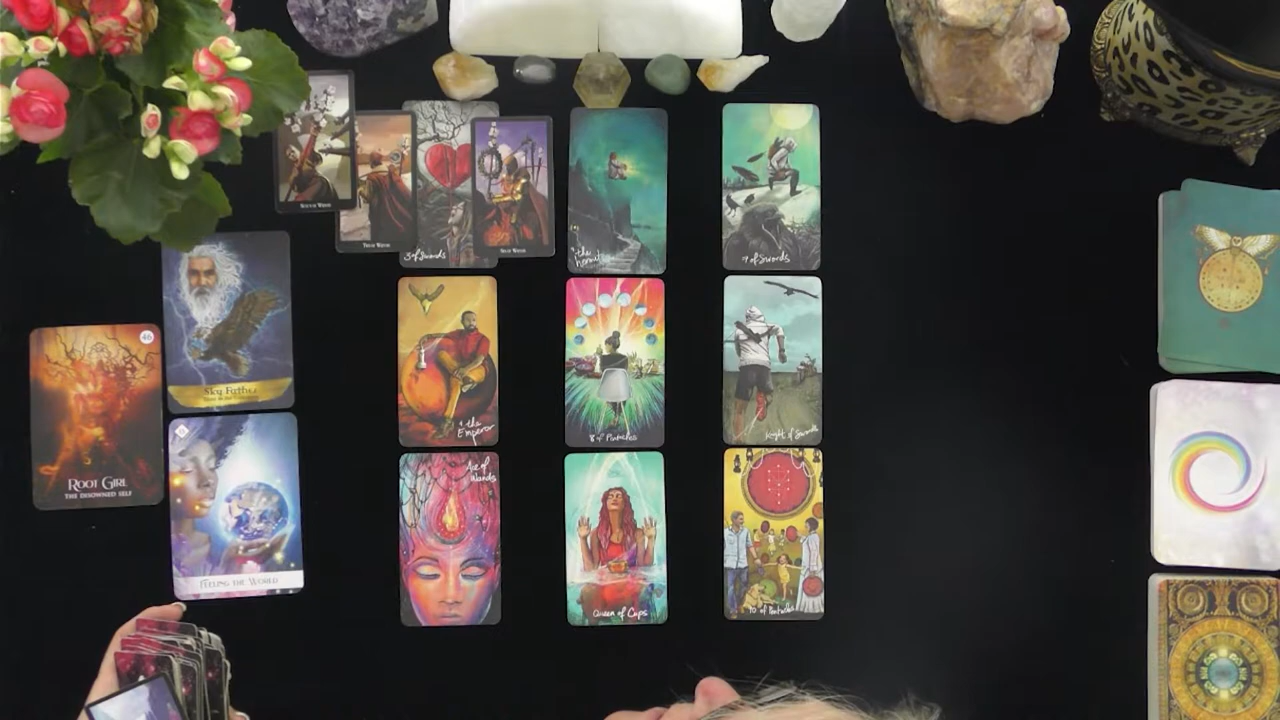 3 of Swords
the
Hermit
9 of Swords
Sky Father
46
ROOT GIRL
THE DISOWNED SELF
FEELING THE WORLD
the
Emperor
8 of Pentacles
Knight of Swords
Ace of
Wands
Queen of Cups
10 of Pentacles